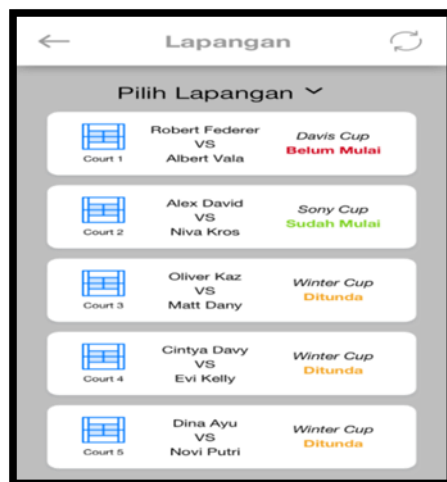 Lapangan
Pilih Lapangan
Robert Federer
VS
Albert Vala
Court 1
Davis Cup
Belum Mulai
Alex David
VS
Niva Kros
Court 2
Sony Cup
Sudah Mulai
Oliver Kaz
VS
Matt Dany
Court 3
Winter Cup
Ditunda
Cintya Davy
VS
Evi Kelly
Court 4
Winter Cup
Ditunda
Dina Ayu
VS
Novi Putri
Court 5
Winter Cup
Ditunda